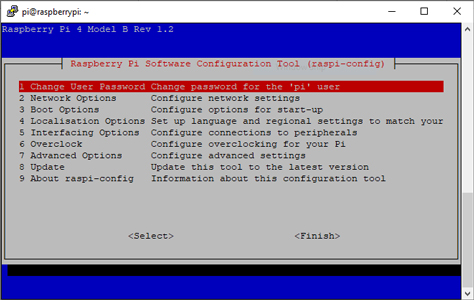 pi@raspberrypi: ~
Raspberry Pi 4 Model B Rev 1.2
Raspberry Pi Software Configuration Tool (raspi-config)
1 Change User Password Change password for the 'pi' user
2 Network Options Configure network settings
3 Boot Options Configure options for start-up
4 Localisation Options Set up language and regional settings to match your
5 Interfacing Options Configure connections to peripherals
6 Overclock Configure overclocking for your Pi
7 Advanced Options Configure advanced settings
8 Update Update this tool to the latest version
9 About raspi-config Information about this configuration tool
<Select> <Finish>